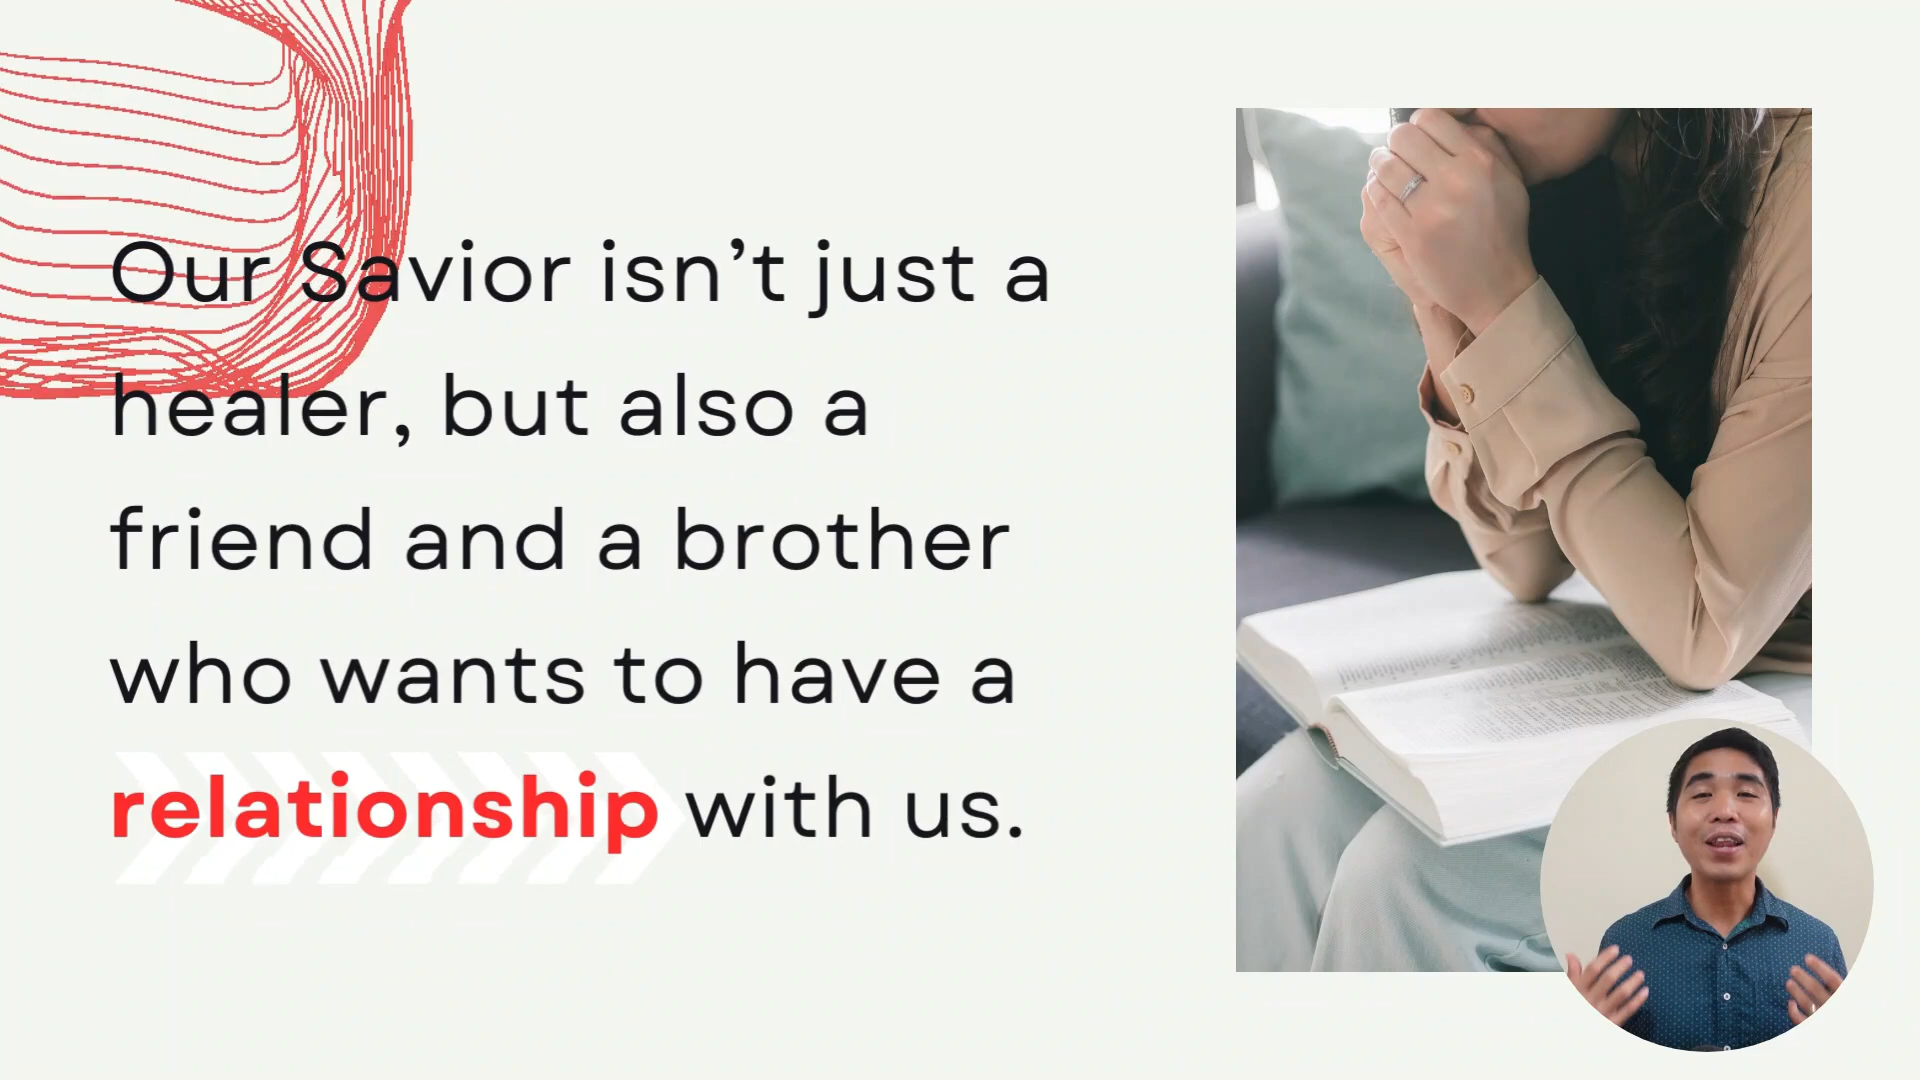 Our Savior isn’t just a
healer, but also a
friend and a brother
who wants to have a
relationship with us.